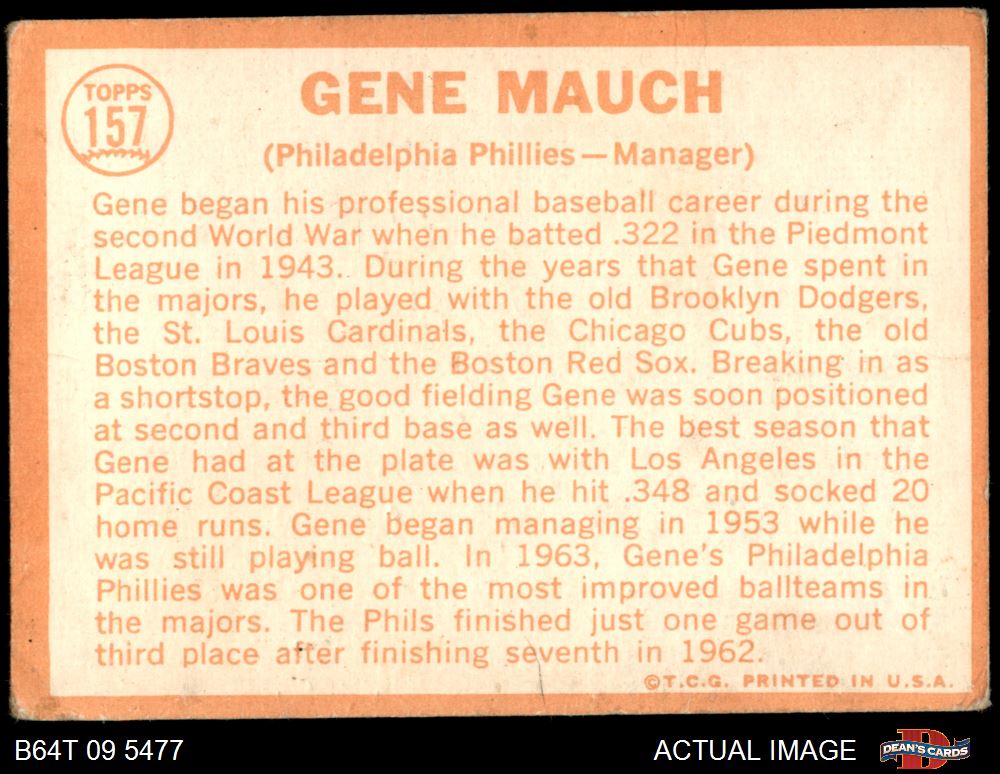 TOPPS
157
GENE MAUCH
(Philadelphia Phillies—Manager)
Gene began his professional baseball career during the
second World War when he batted .322 in the Piedmont
League in 1943. During the years that Gene spent in
the majors, he played with the old Brooklyn Dodgers,
the St. Louis Cardinals, the Chicago Cubs, the old
Boston Braves and the Boston Red Sox. Breaking in as
a shortstop, the good fielding Gene was soon positioned
at second and third base as well. The best season that
Gene had at the plate was with Los Angeles in the
Pacific Coast League when he hit .348 and socked 20
home runs. Gene began managing in 1953 while he
was still playing ball. In 1963, Gene's Philadelphia
Phillies was one of the most improved ballteams in
the majors. The Phils finished just one game out of
third place after finishing seventh in 1962.
©T.C.G. PRINTED IN U.S.A.
B64T 09 5477
ACTUAL IMAGE
B
DEAN'S CARDS